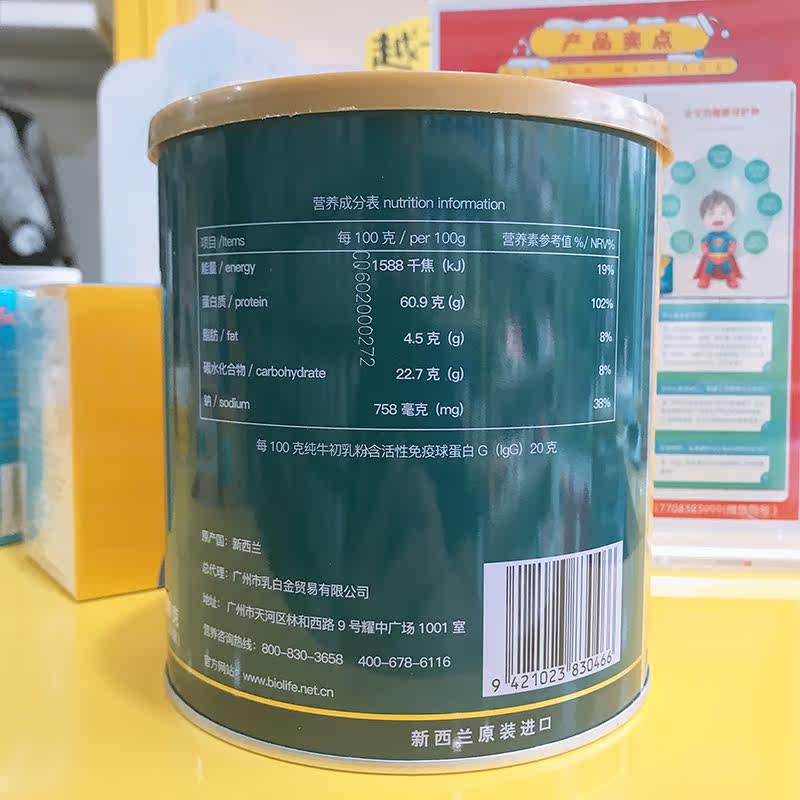 产品卖点
营养成分表 nutrition information
项目 /Items 每 100 克 / per 100g 营养素参考值 %/ NRV%
能量 / energy 1588 千焦 (kJ) 19%
蛋白质 / protein 60.9 克 (g) 102%
脂肪 / fat 4.5 克 (g) 8%
碳水化合物 / carbohydrate 22.7 克 (g) 8%
钠 / sodium 758 毫克 (mg) 38%
C0602000272
每 100 克纯牛初乳粉含活性免疫球蛋白 G (IgG) 20 克
原产国：新西兰
总代理：广州市乳白金贸易有限公司
地址：广州市天河区林和西路 9 号耀中广场 1001 室
营养咨询热线：800-830-3658 400-678-6116
官方网站：www.biolife.net.cn
9 421023 830466
新西兰原装进口